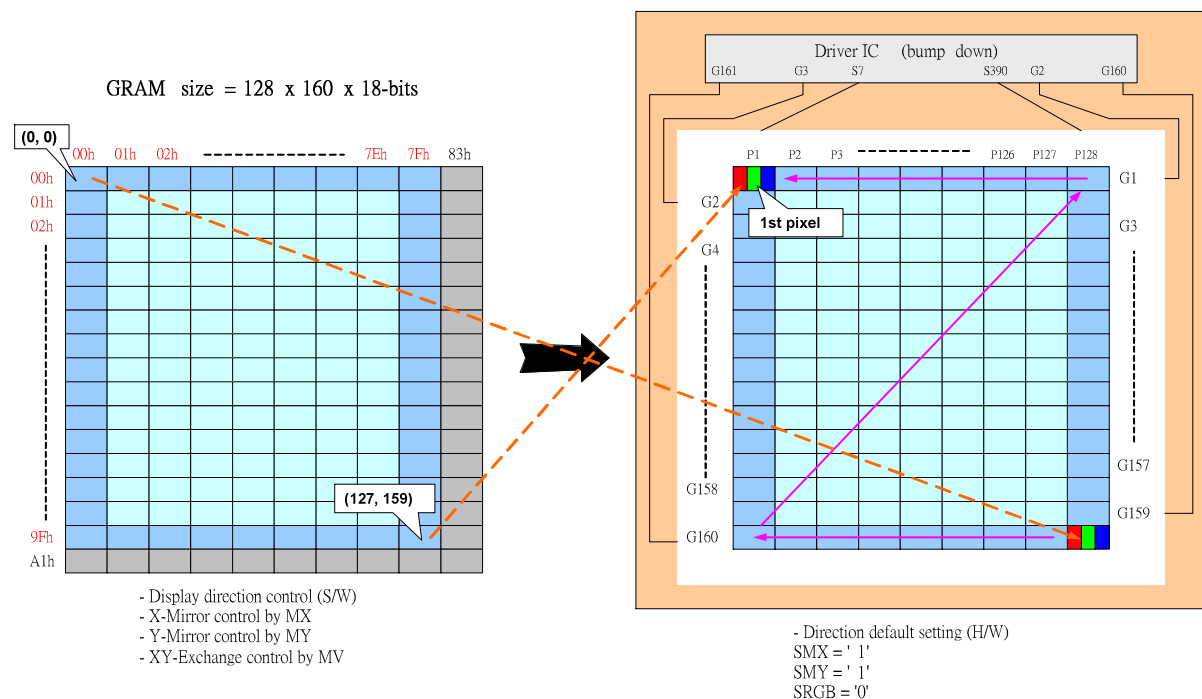 GRAM size = 128 x 160 x 18-bits
(0, 0)
00h 01h 02h 7Eh 7Fh 83h
00h
01h
02h
9Fh
A1h
(127, 159)
- Display direction control (S/W)
- X-Mirror control by MX
- Y-Mirror control by MY
- XY-Exchange control by MV
Driver IC (bump down)
G161 G3 S7 S390 G2 G160
P1 P2 P3 P126 P127 P128
G1
G2
1st pixel
G3
G4
G157
G158
G159
G160
- Direction default setting (H/W)
SMX = ' 1'
SMY = ' 1'
SRGB = '0'